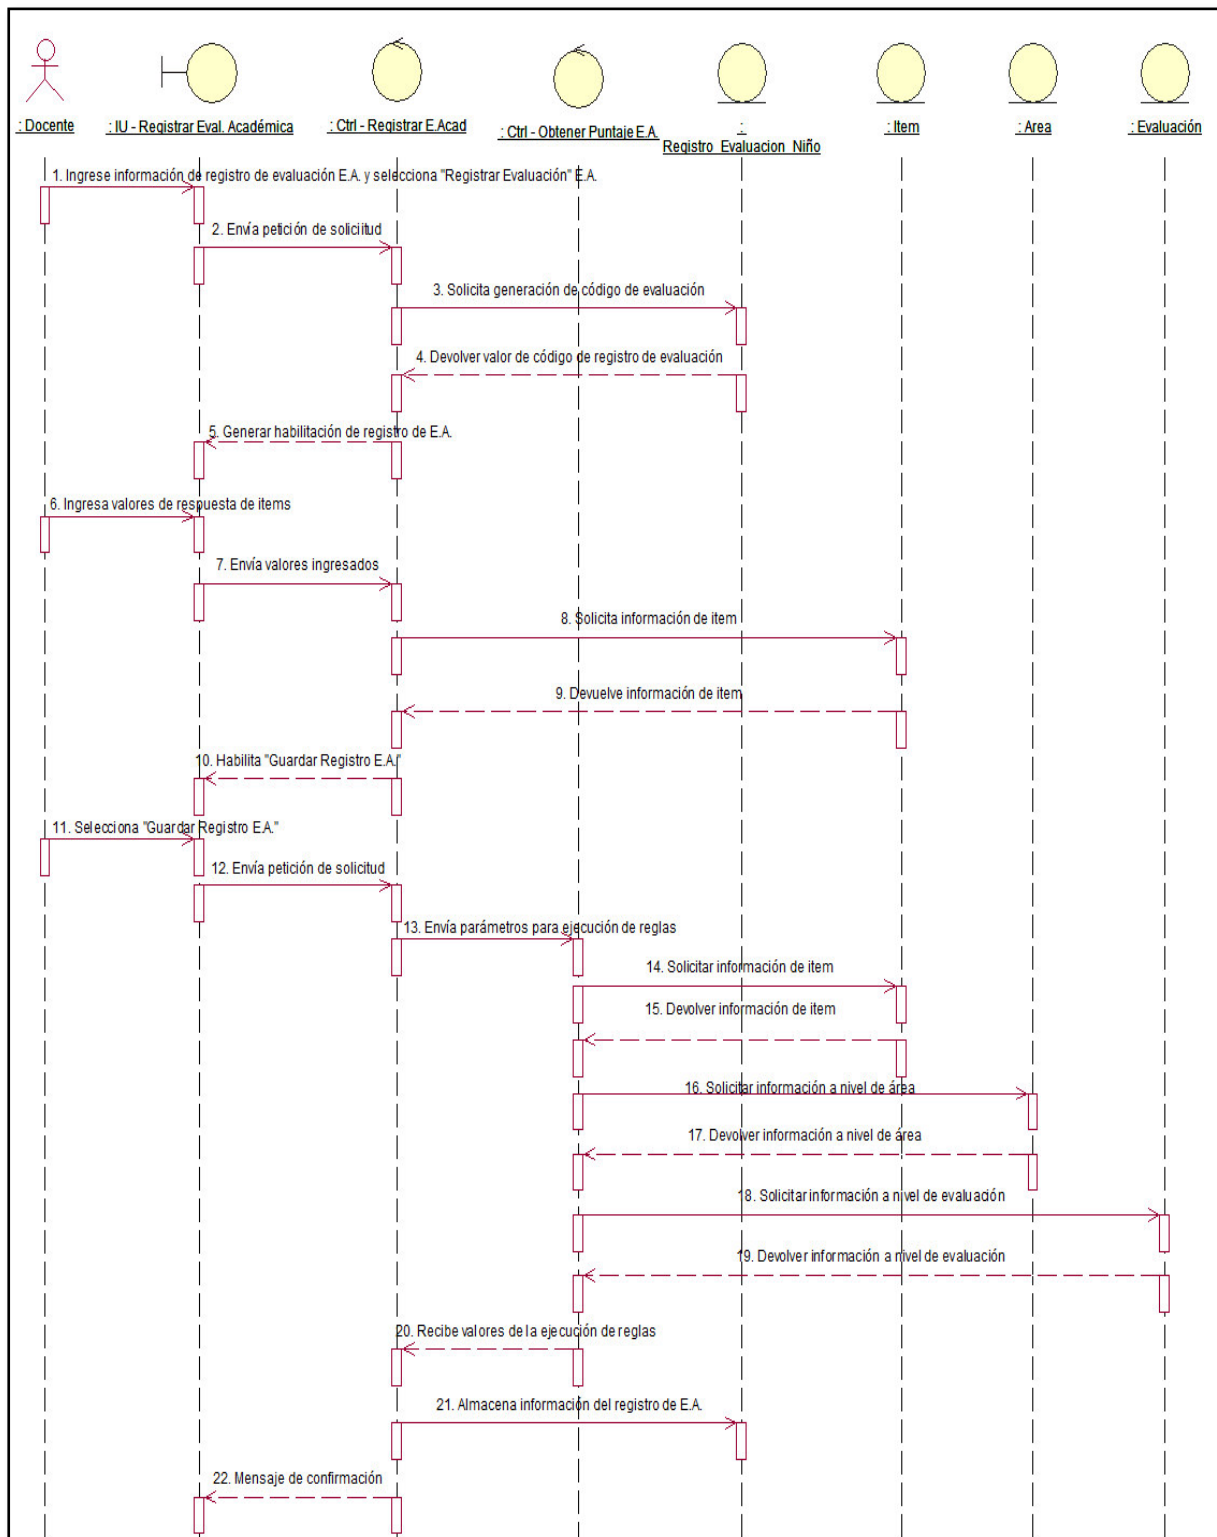 : Docente
: IU - Registrar Eval. Académica
: Ctrl - Registrar E.Acad
: Ctrl - Obtener Puntaje E.A.
:
Registro_Evaluacion_Niño
: Item
: Area
: Evaluación
1. Ingrese información de registro de evaluación E.A. y selecciona "Registrar Evaluación" E.A.
2. Envía petición de soliciitud
3. Solicita generación de código de evaluación
4. Devolver valor de código de registro de evaluación
5. Generar habilitación de registro de E.A.
6. Ingresa valores de respuesta de items
7. Envía valores ingresados
8. Solicita información de item
9. Devuelve información de item
10. Habilita "Guardar Registro E.A."
11. Selecciona "Guardar Registro E.A."
12. Envía petición de solicitud
13. Envía parámetros para ejecución de reglas
14. Solicitar información de item
15. Devolver información de item
16. Solicitar información a nivel de área
17. Devolver información a nivel de área
18. Solicitar información a nivel de evaluación
19. Devolver información a nivel de evaluación
20. Recibe valores de la ejecución de reglas
21. Almacena información del registro de E.A.
22. Mensaje de confirmación